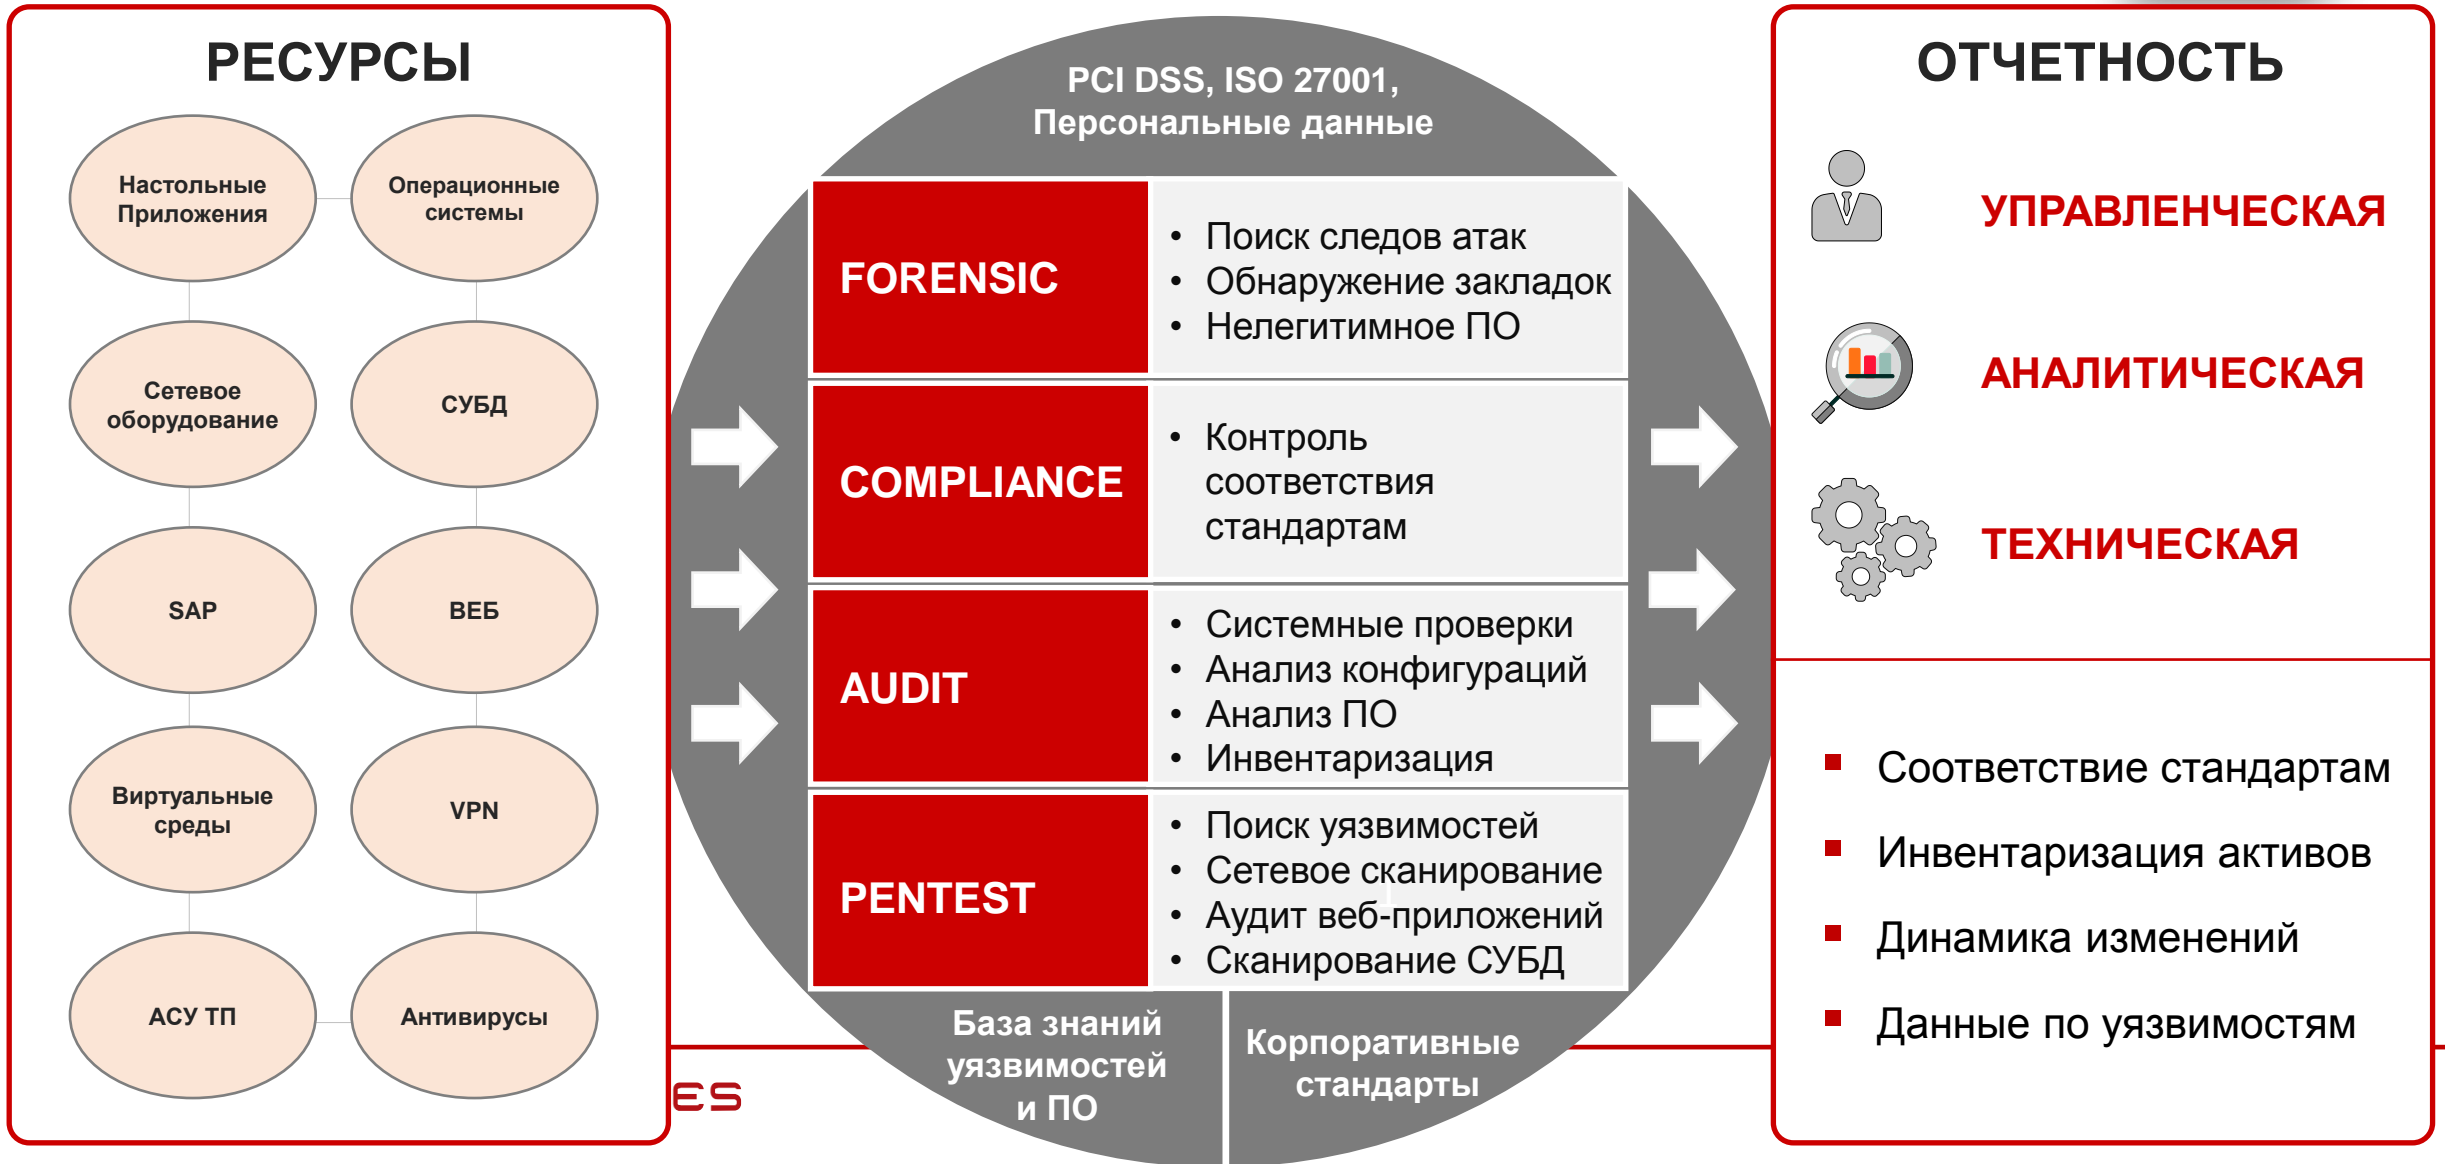 РЕСУРСЫ
Настольные
Приложения
Операционные
системы
Сетевое
оборудование
СУБД
SAP
ВЕБ
Виртуальные
среды
VPN
АСУ ТП
Антивирусы
ES
PCI DSS, ISO 27001,
Персональные данные
FORENSIC
• Поиск следов атак
• Обнаружение закладок
• Нелегитимное ПО
COMPLIANCE
• Контроль
соответствия
стандартам
AUDIT
• Системные проверки
• Анализ конфигураций
• Анализ ПО
• Инвентаризация
PENTEST
• Поиск уязвимостей
• Сетевое сканирование
• Аудит веб-приложений
• Сканирование СУБД
База знаний
уязвимостей
и ПО
Корпоративные
стандарты
ОТЧЕТНОСТЬ
УПРАВЛЕНЧЕСКАЯ
АНАЛИТИЧЕСКАЯ
ТЕХНИЧЕСКАЯ
Соответствие стандартам
Инвентаризация активов
Динамика изменений
Данные по уязвимостям